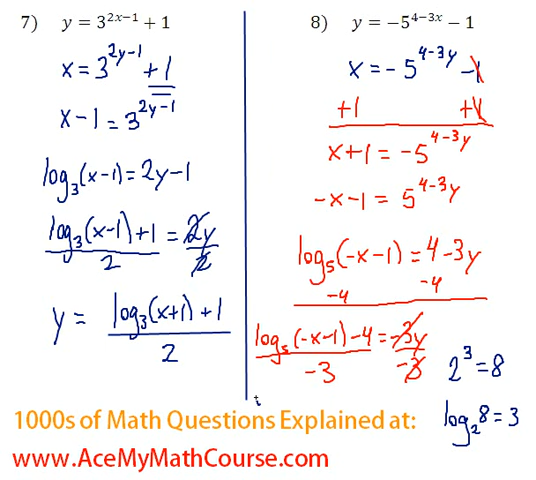 7) y = 3^{2x−1} + 1
x = 3^{2y-1} + 1
x - 1 = 3^{2y-1}
log_3(x-1) = 2y - 1
log_3(x-1) + 1 = 2y
2 2
y = log_3(x+1) + 1
2
8) y = −5^{4−3x} − 1
x = -5^{4-3y} - 1
+1 +1
x + 1 = -5^{4-3y}
-x - 1 = 5^{4-3y}
log_5(-x-1) = 4 - 3y
-4 -4
log_5(-x-1) - 4 = -3y
-3 -3
2^3 = 8
log_2 8 = 3
1000s of Math Questions Explained at:
www.AceMyMathCourse.com